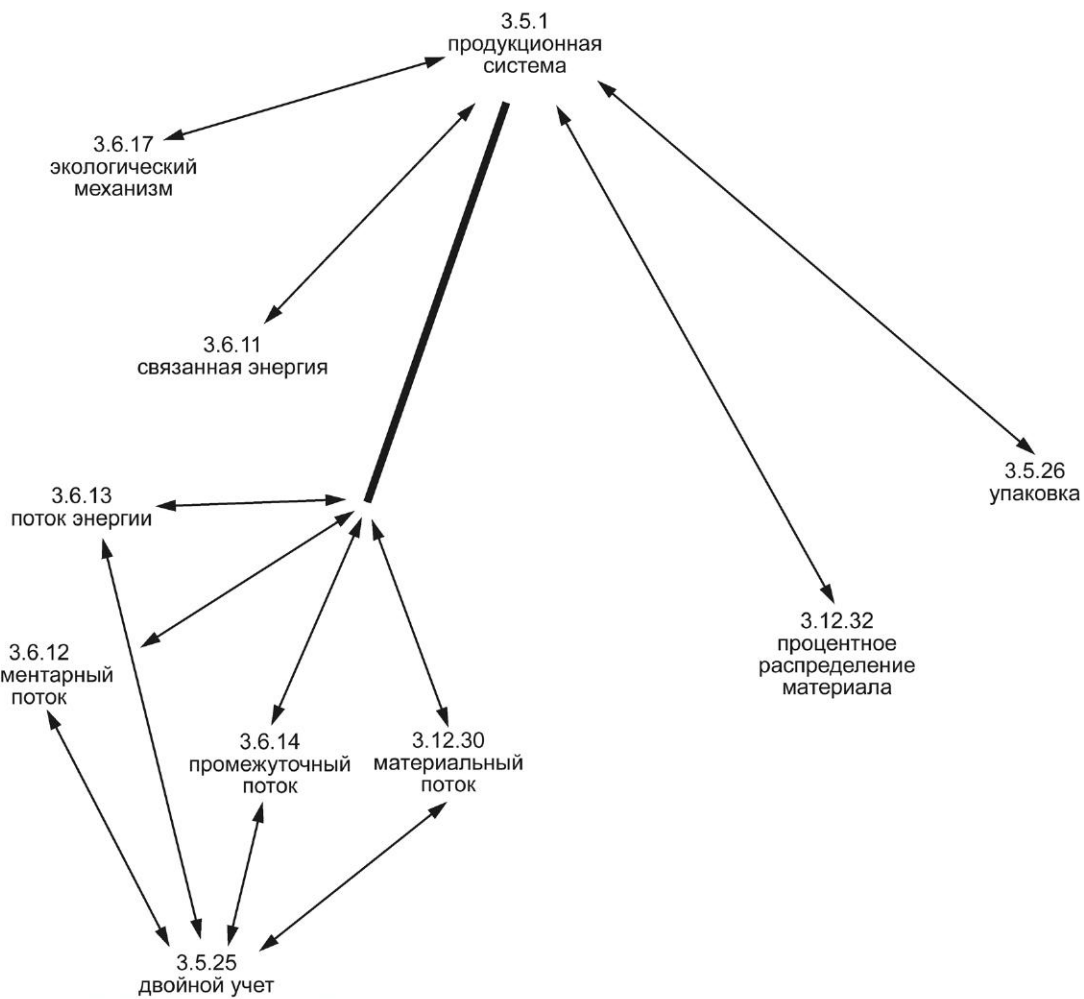 3.5.1
продукционная
система
3.6.17
экологический
механизм
3.6.11
связанная энергия
3.6.13
поток энергии
3.5.26
упаковка
3.12.32
процентное
распределение
материала
3.6.12
ментарный
поток
3.6.14
промежуточный
поток
3.12.30
материальный
поток
3.5.25
двойной учет